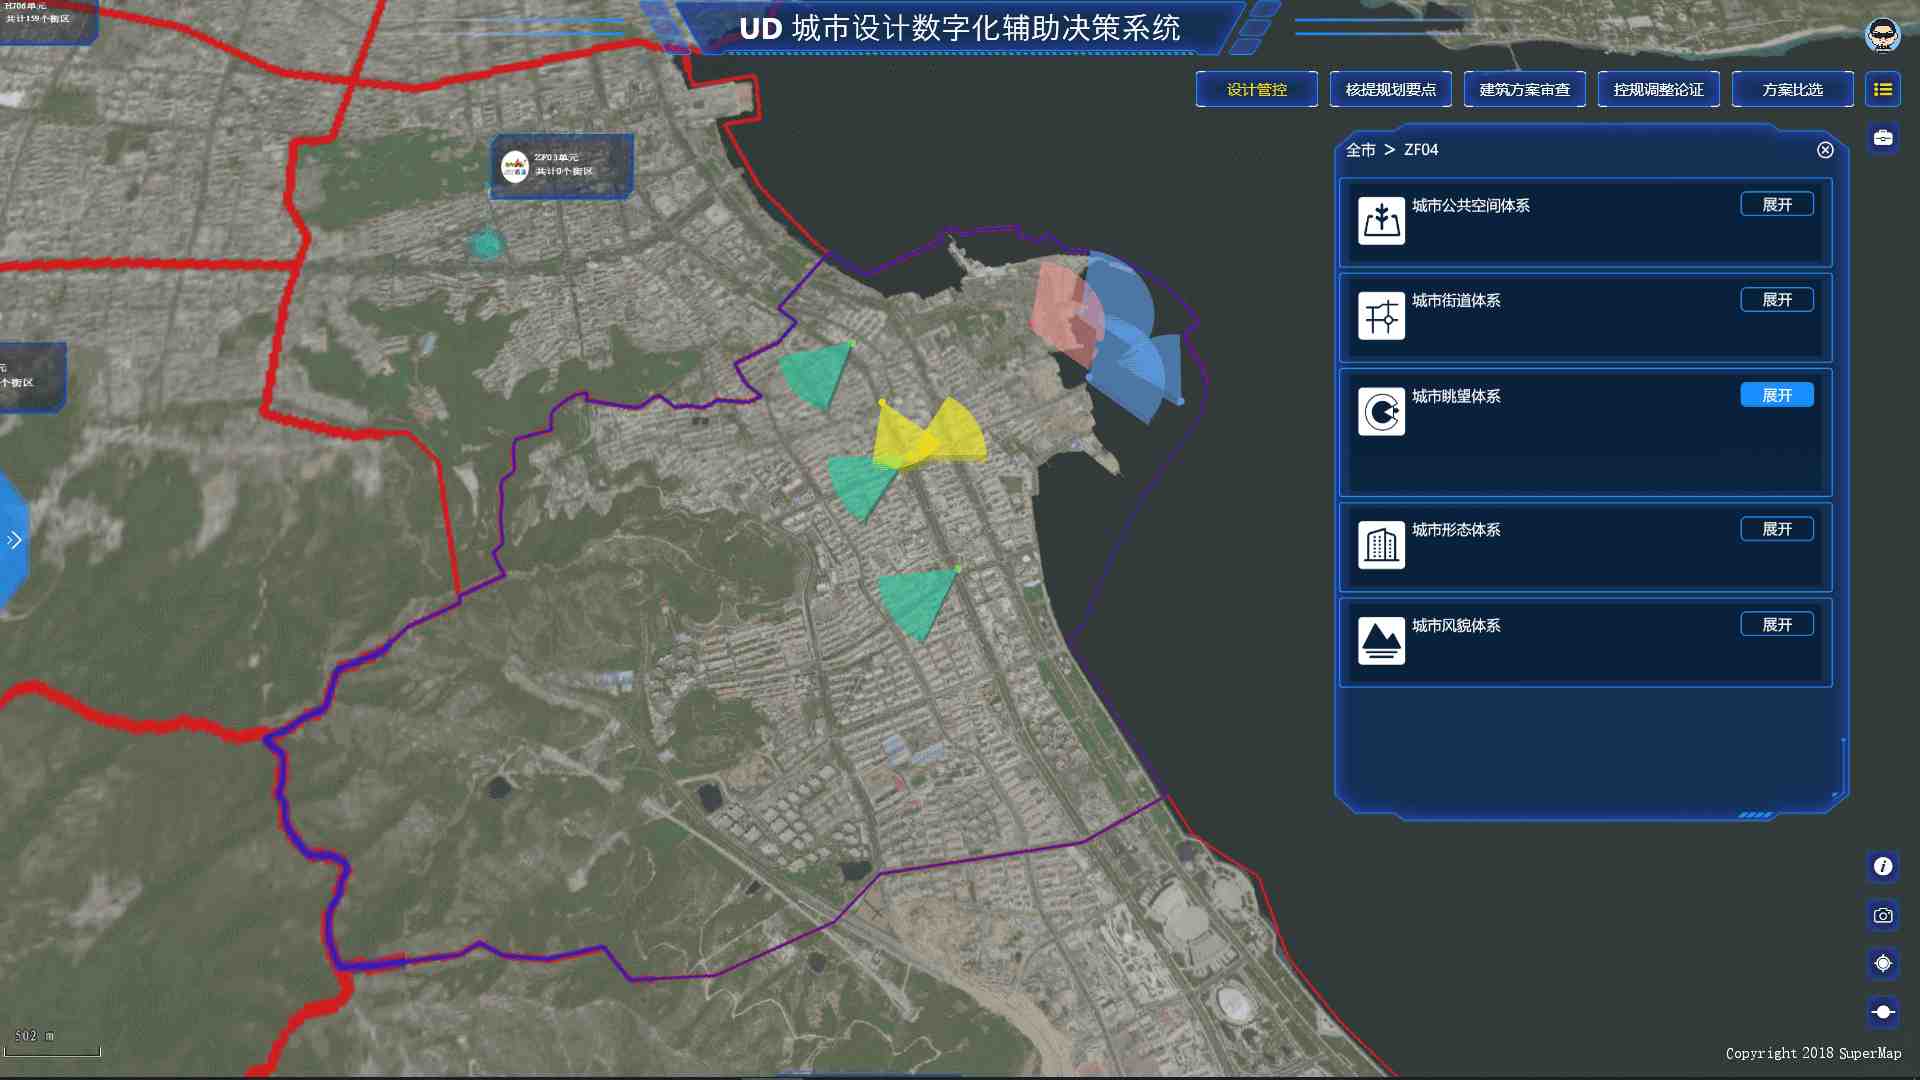 共计159个街区
UD 城市设计数字化辅助决策系统
设计管控
核提规划要点
建筑方案审查
控规调整论证
方案比选
全市 > ZF04
城市公共空间体系
展开
城市街道体系
展开
城市眺望体系
展开
城市形态体系
展开
城市风貌体系
展开
ZF03单元
共计0个街区
元
个街区
502 m
Copyright 2018 SuperMap